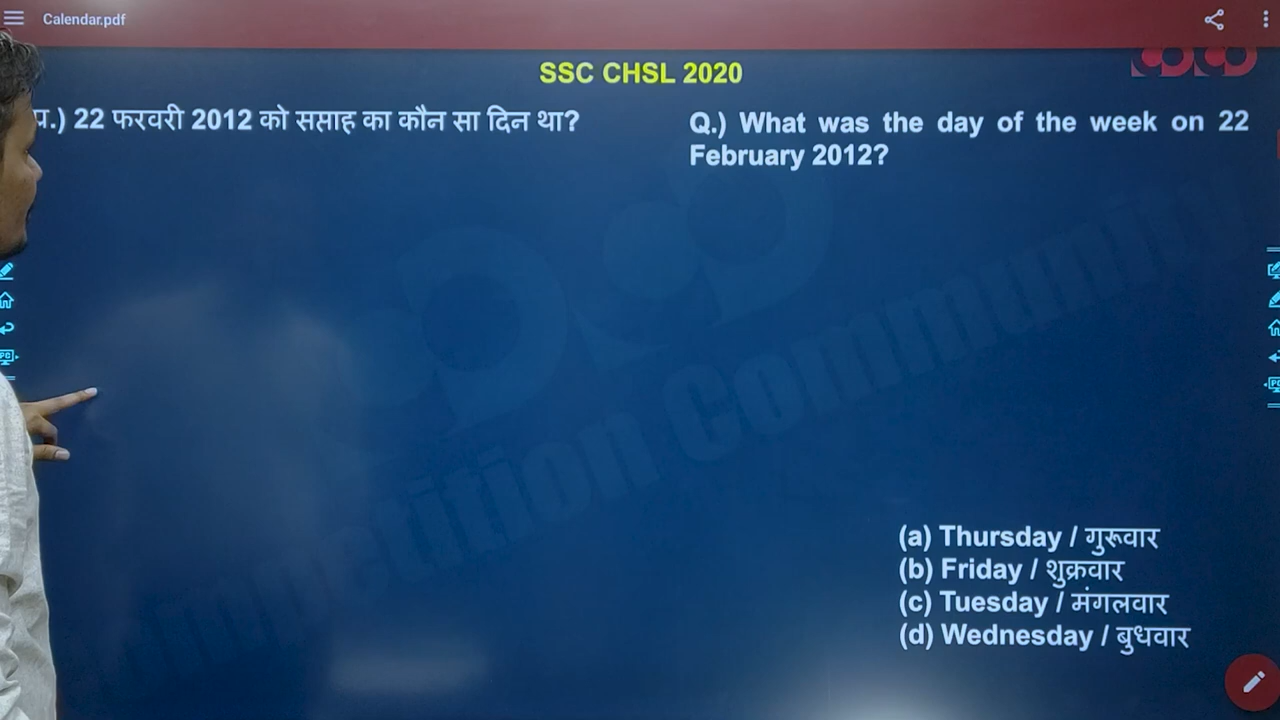 Calendar.pdf
SSC CHSL 2020
प्र.) 22 फरवरी 2012 को सप्ताह का कौन सा दिन था?
Q.) What was the day of the week on 22
February 2012?
(a) Thursday / गुरूवार
(b) Friday / शुक्रवार
(c) Tuesday / मंगलवार
(d) Wednesday / बुधवार